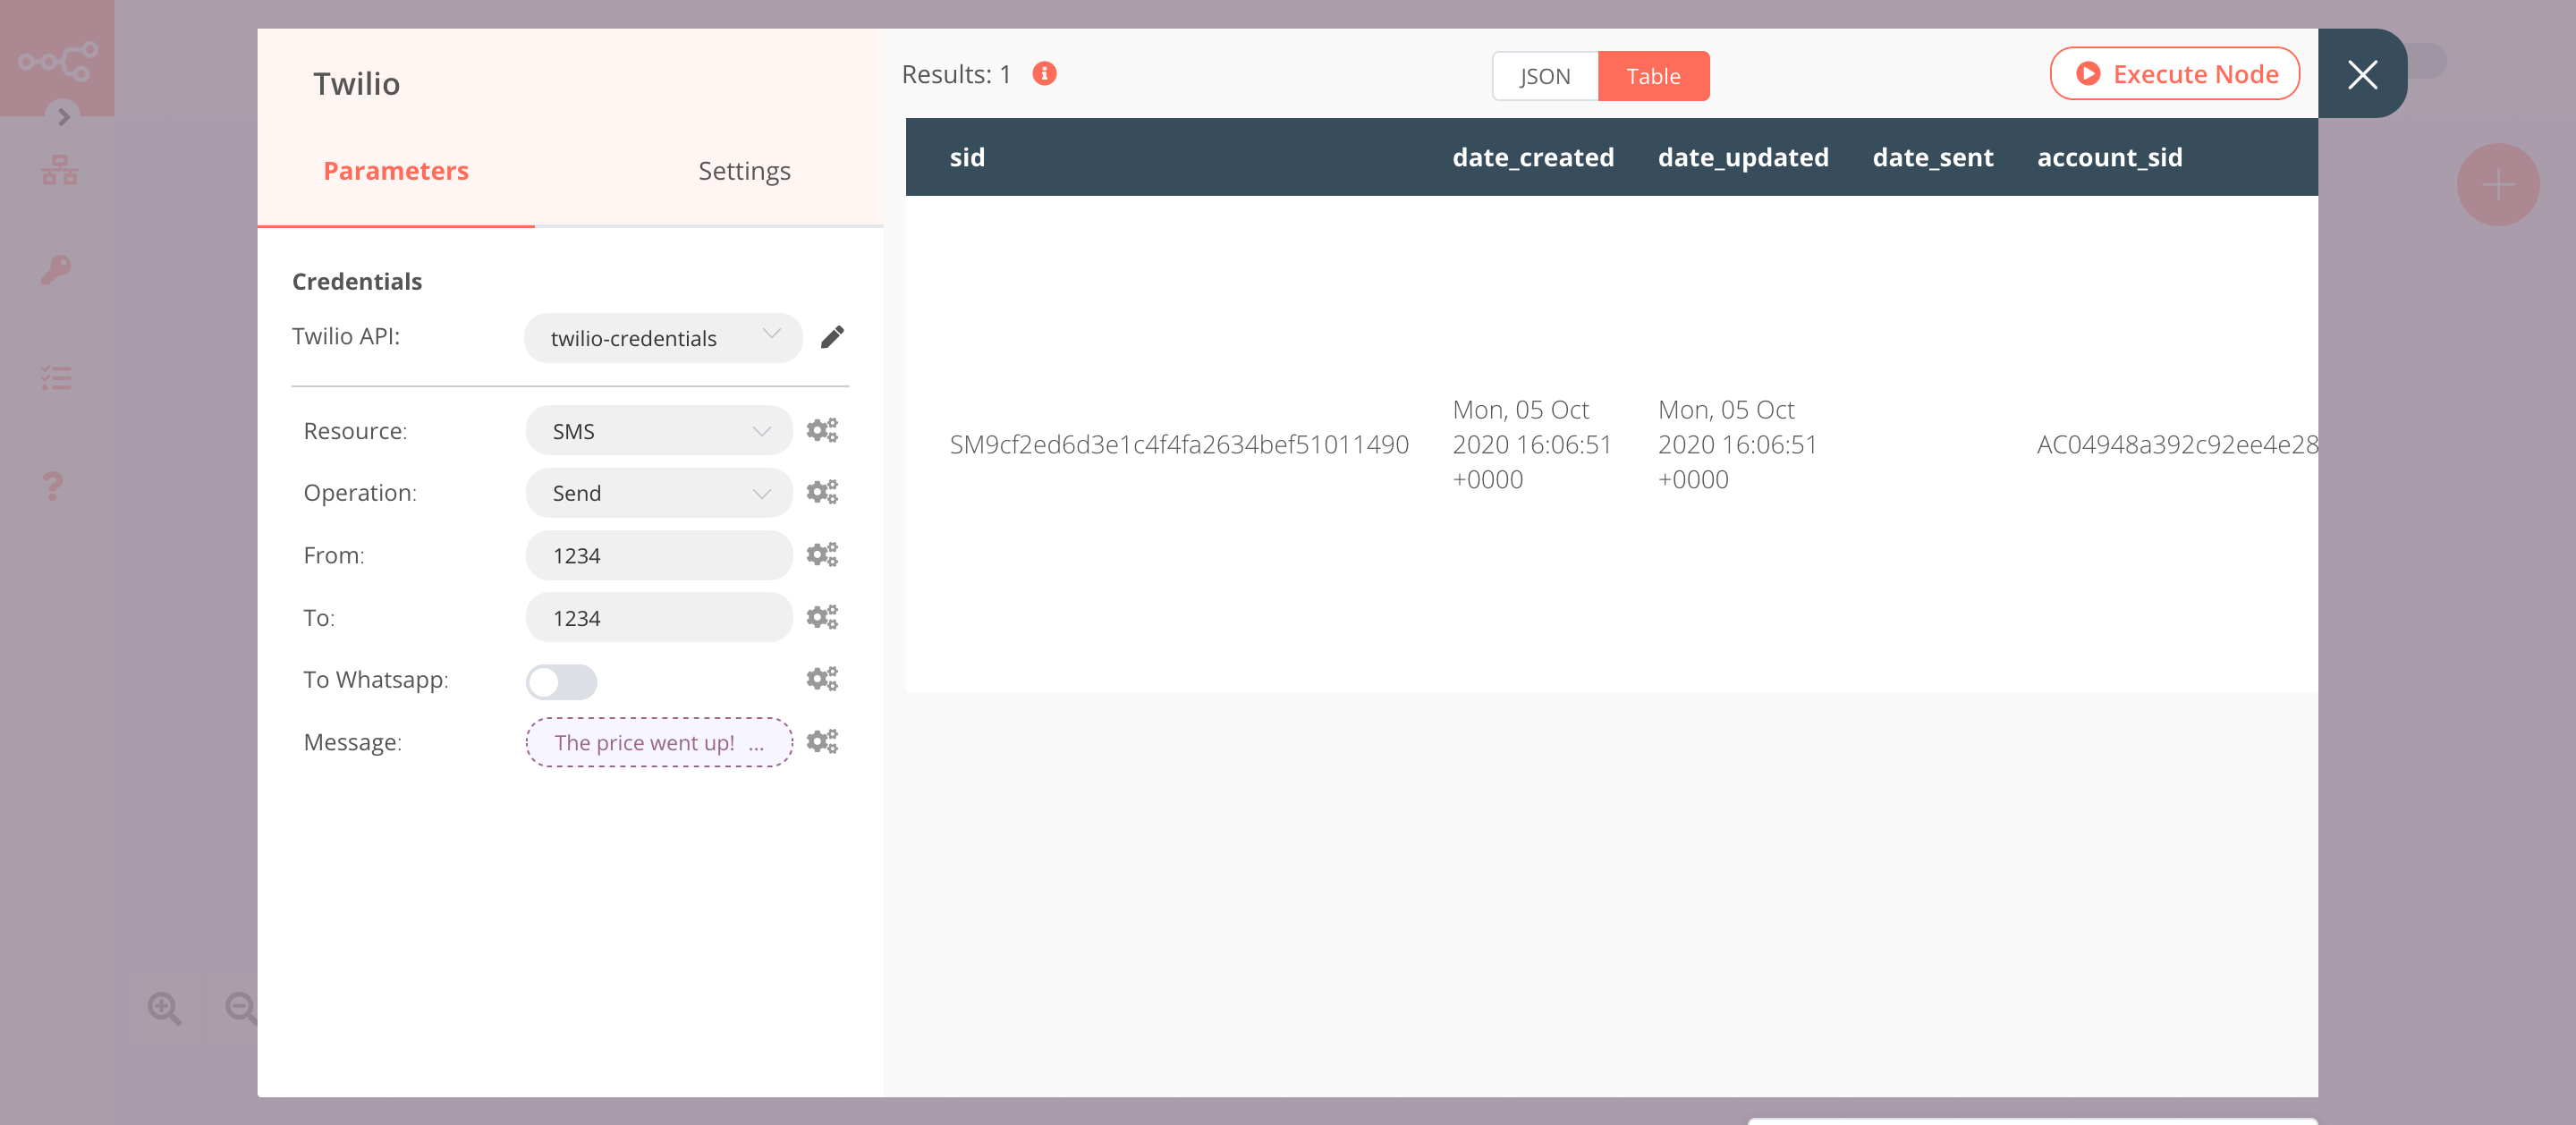 Twilio
Parameters
Settings
Credentials
Twilio API:
twilio-credentials
Resource:
SMS
Operation:
Send
From:
1234
To:
1234
To Whatsapp:
Message:
The price went up! ...
Results: 1
JSON
Table
Execute Node
sid
date_created
date_updated
date_sent
account_sid
SM9cf2ed6d3e1c4f4fa2634bef51011490
Mon, 05 Oct
2020 16:06:51
+0000
Mon, 05 Oct
2020 16:06:51
+0000
AC04948a392c92ee4e28